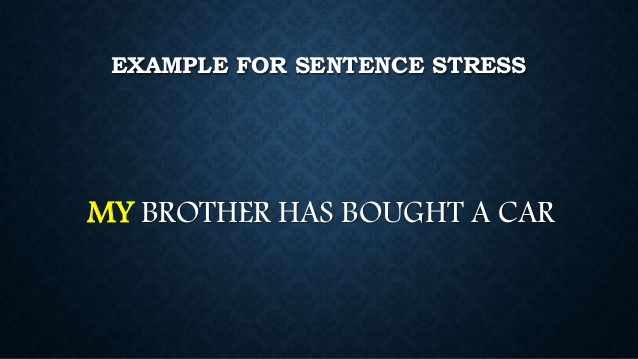 EXAMPLE FOR SENTENCE STRESS
MY BROTHER HAS BOUGHT A CAR